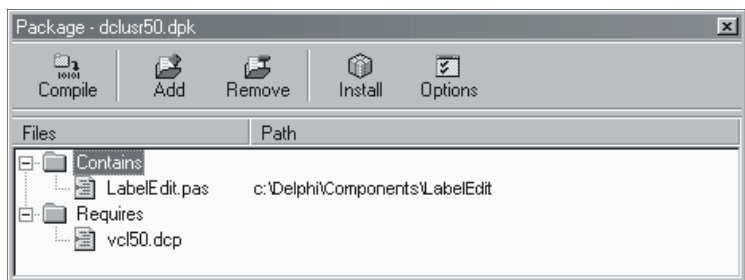 Package - dclusr50.dpk
Compile Add Remove Install Options
Files Path
Contains
LabelEdit.pas c:\Delphi\Components\LabelEdit
Requires
vcl50.dcp